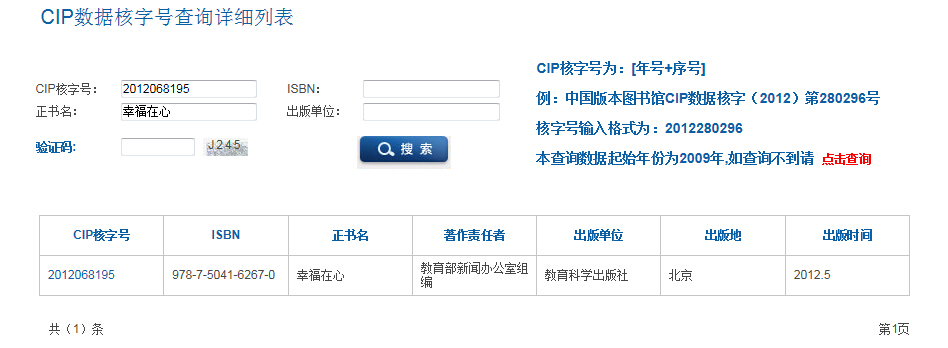 CIP数据核字号查询详细列表
CIP核字号： 2012068195 ISBN：
正书名： 幸福在心 出版单位：
验证码: J245 搜 索
CIP核字号为：[年号+序号]
例：中国版本图书馆CIP数据核字（2012）第280296号
核字号输入格式为：2012280296
本查询数据起始年份为2009年,如查询不到请 点击查询
CIP核字号 ISBN 正书名 著作责任者 出版单位 出版地 出版时间
2012068195 978-7-5041-6267-0 幸福在心 教育部新闻办公室组编 教育科学出版社 北京 2012.5
共（1）条 第1页